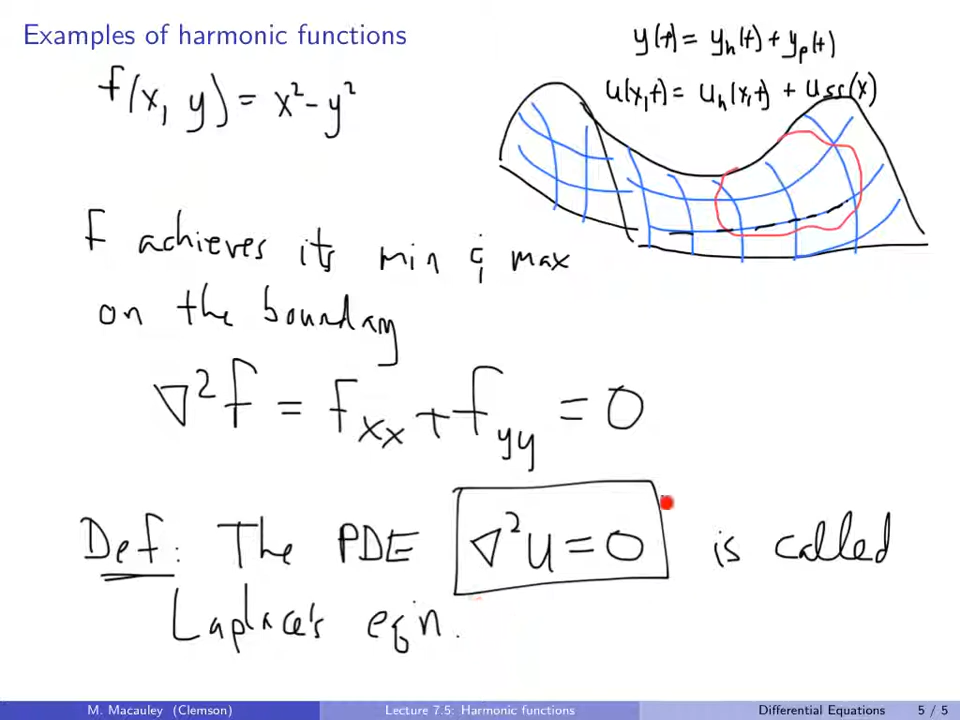 Examples of harmonic functions
y(t) = y_h(t) + y_p(t)
f(x, y) = x² - y²
u(x,t) = u_h(x,t) + u_ss(x)
f achieves its min & max
on the boundary
∇²f = f_xx + f_yy = 0
Def: The PDE ∇²u = 0 is called
Laplace's eq'n.
M. Macauley (Clemson) Lecture 7.5: Harmonic functions Differential Equations 5 / 5